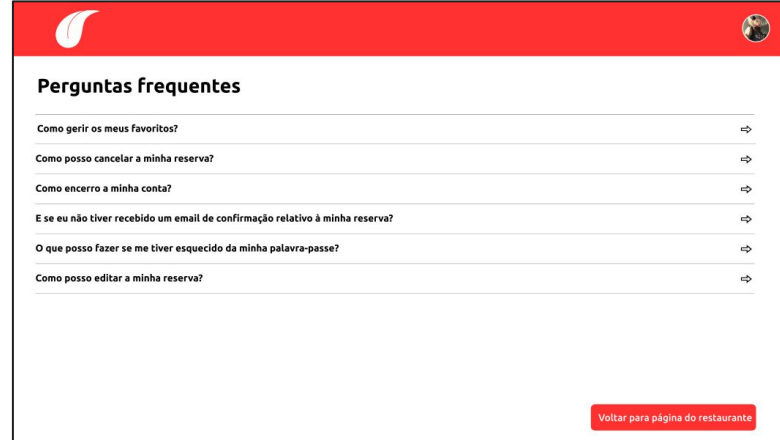 Perguntas frequentes
Como gerir os meus favoritos?
Como posso cancelar a minha reserva?
Como encerro a minha conta?
E se eu não tiver recebido um email de confirmação relativo à minha reserva?
O que posso fazer se me tiver esquecido da minha palavra-passe?
Como posso editar a minha reserva?
Voltar para página do restaurante